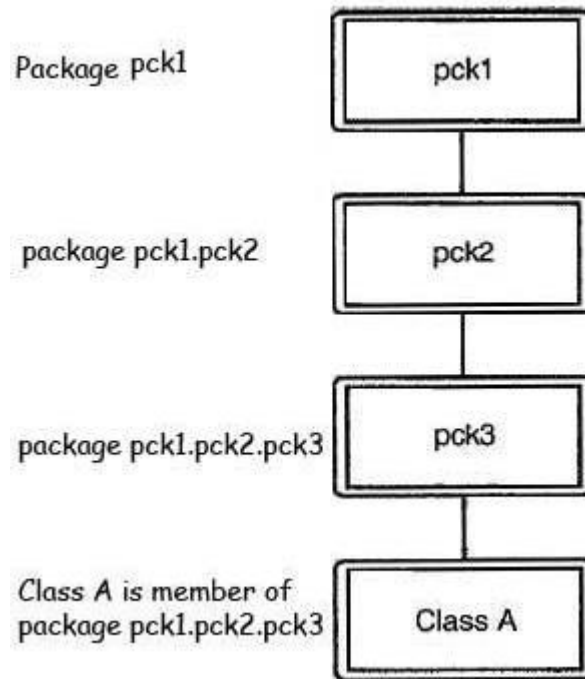 Package pck1
pck1
package pck1.pck2
pck2
package pck1.pck2.pck3
pck3
Class A is member of
package pck1.pck2.pck3
Class A